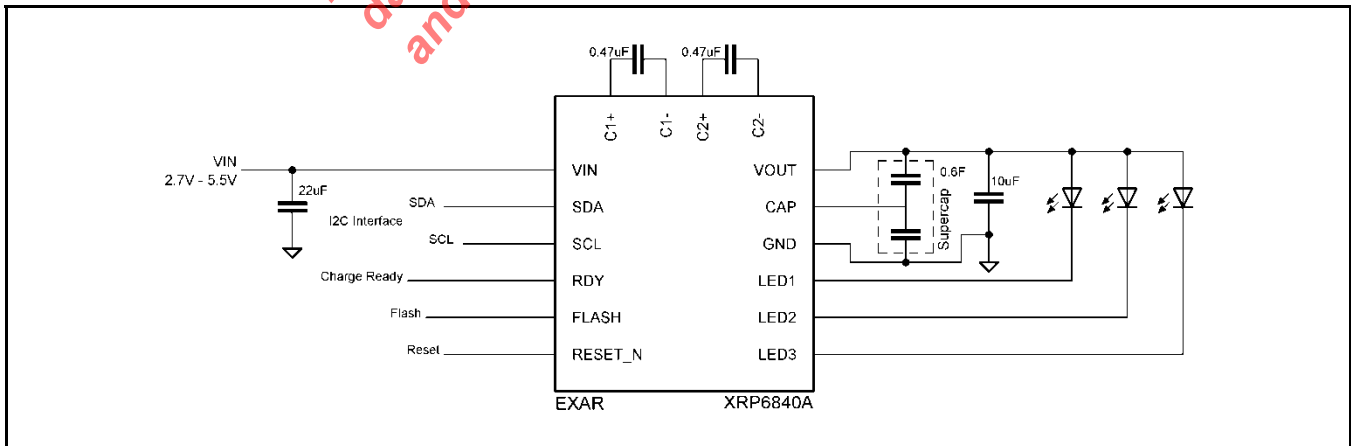 and
0.47uF
0.47uF
C1+
C1-
C2+
C2-
VIN
2.7V - 5.5V
22uF
SDA
I2C Interface
SCL
Charge Ready
Flash
Reset
VIN
SDA
SCL
RDY
FLASH
RESET_N
VOUT
CAP
GND
LED1
LED2
LED3
0.6F
10uF
Supercap
EXAR
XRP6840A